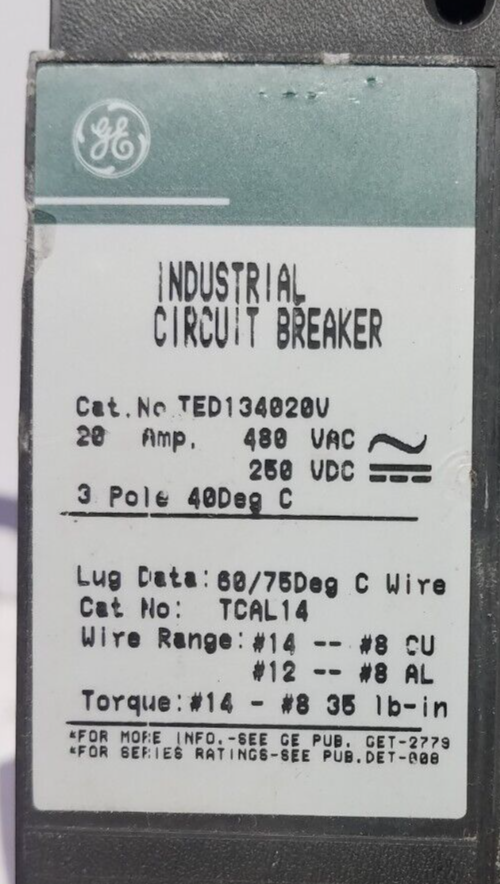 GE
INDUSTRIAL
CIRCUIT BREAKER
Cat.No TED134020V
20 Amp. 480 VAC
250 VDC
3 Pole 40Deg C
Lug Data: 60/75Deg C Wire
Cat No: TCAL14
Wire Range: #14 -- #8 CU
#12 -- #8 AL
Torque: #14 - #8 35 lb-in
*FOR MORE INFO.-SEE GE PUB. GET-2779
*FOR SERIES RATINGS-SEE PUB.DET-008